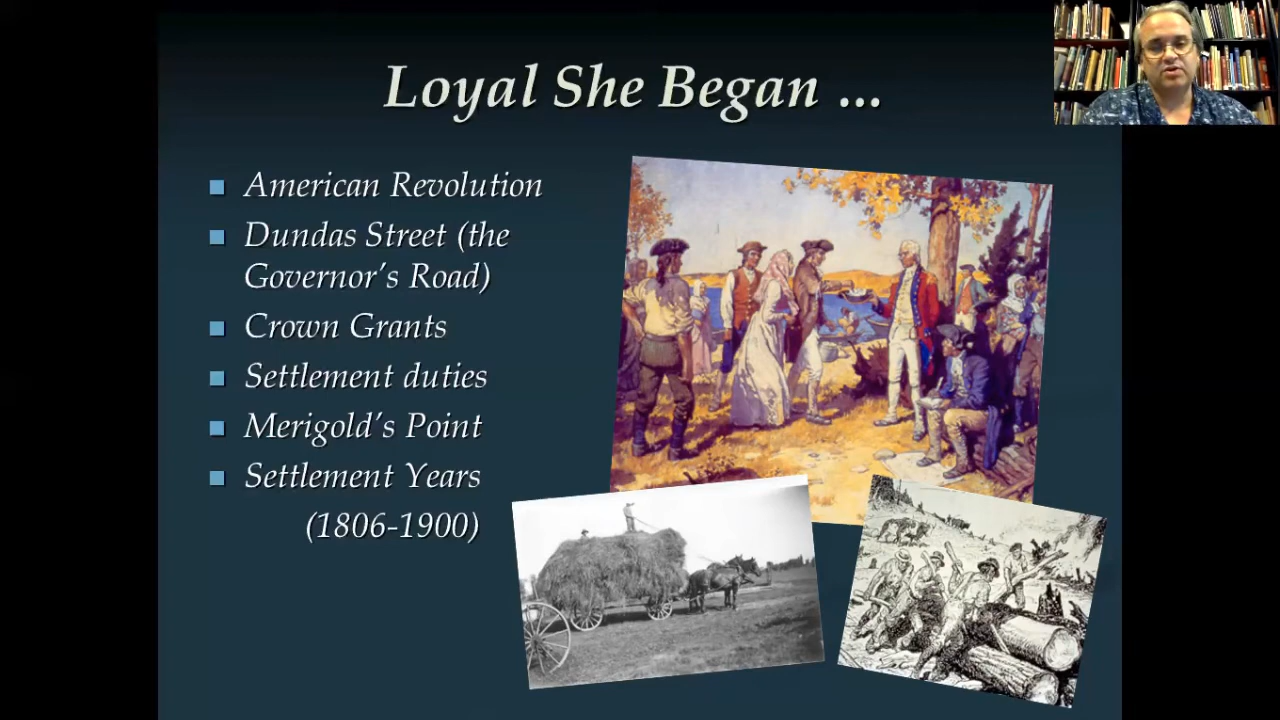 Loyal She Began ...
American Revolution
Dundas Street (the
Governor's Road)
Crown Grants
Settlement duties
Merigold's Point
Settlement Years
(1806-1900)